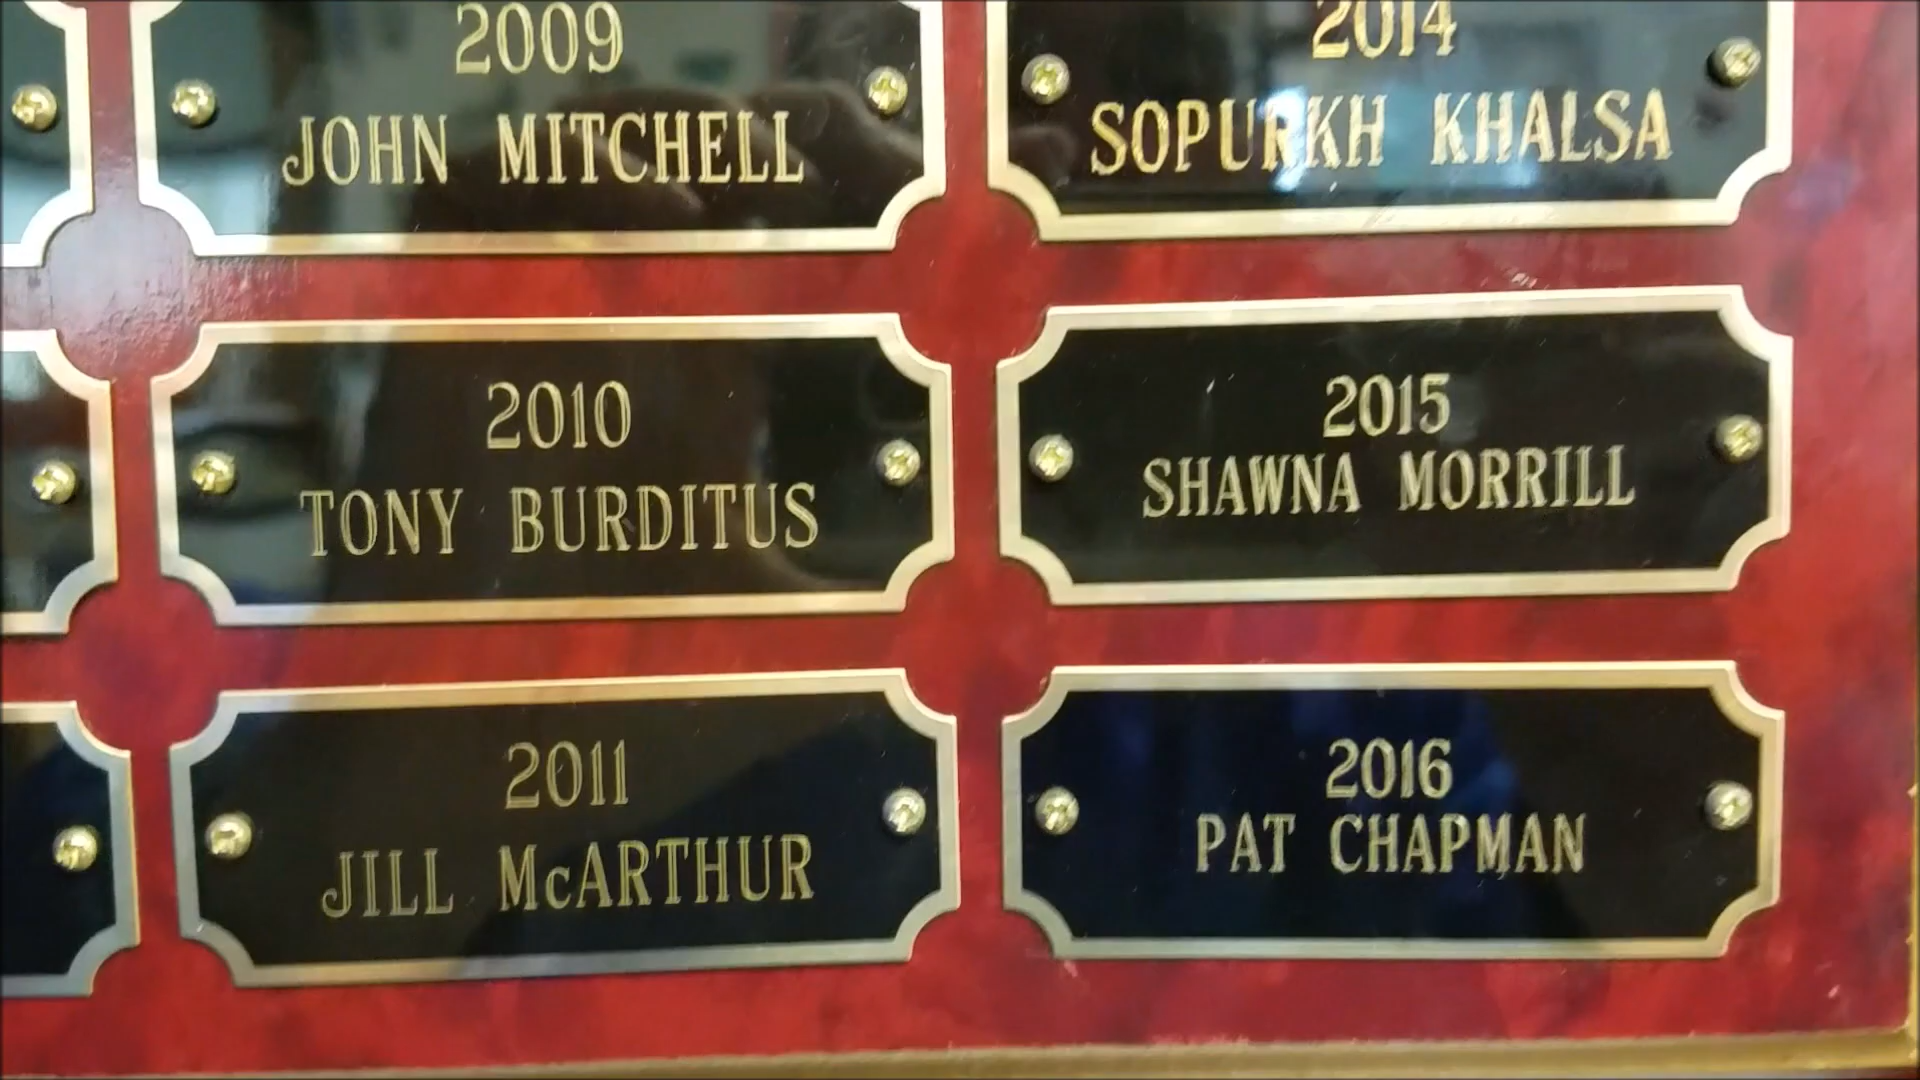 2009
JOHN MITCHELL
2010
TONY BURDITUS
2011
JILL McARTHUR
2014
SOPURKH KHALSA
2015
SHAWNA MORRILL
2016
PAT CHAPMAN